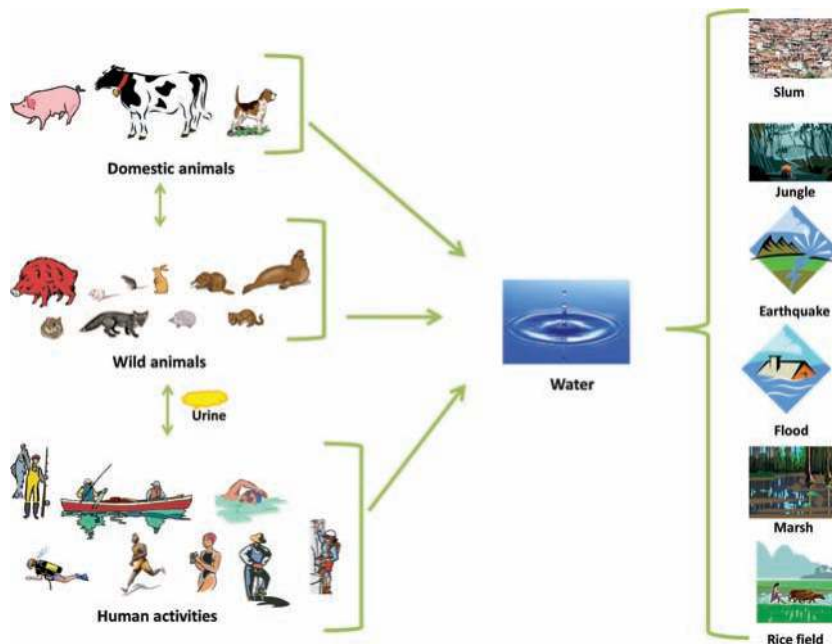 Domestic animals
Wild animals
Urine
Human activities
Water
Slum
Jungle
Earthquake
Flood
Marsh
Rice field